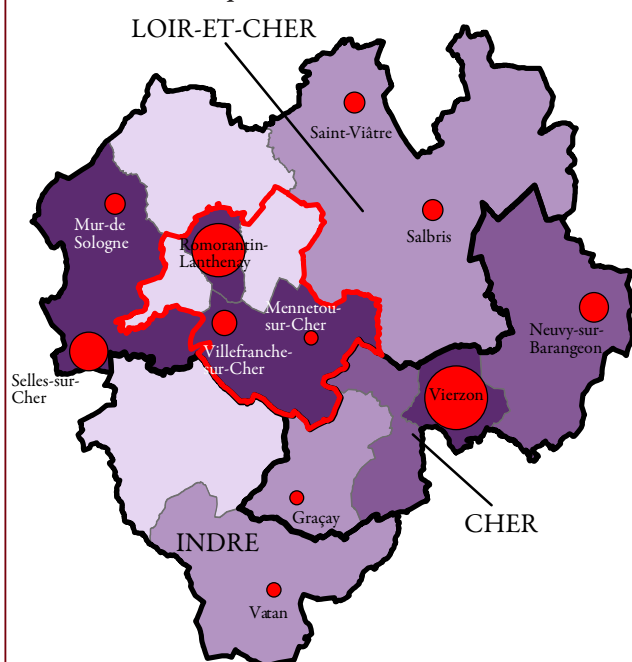 LOIR-ET-CHER
Saint-Viâtre
Mur-de
Sologne
Salbris
Romorantin-
Lanthenay
Mennetou-
sur-Cher
Neuvy-sur-
Barangeon
Villefranche-
sur-Cher
Selles-sur-
Cher
Vierzon
Graçay
CHER
INDRE
Vatan